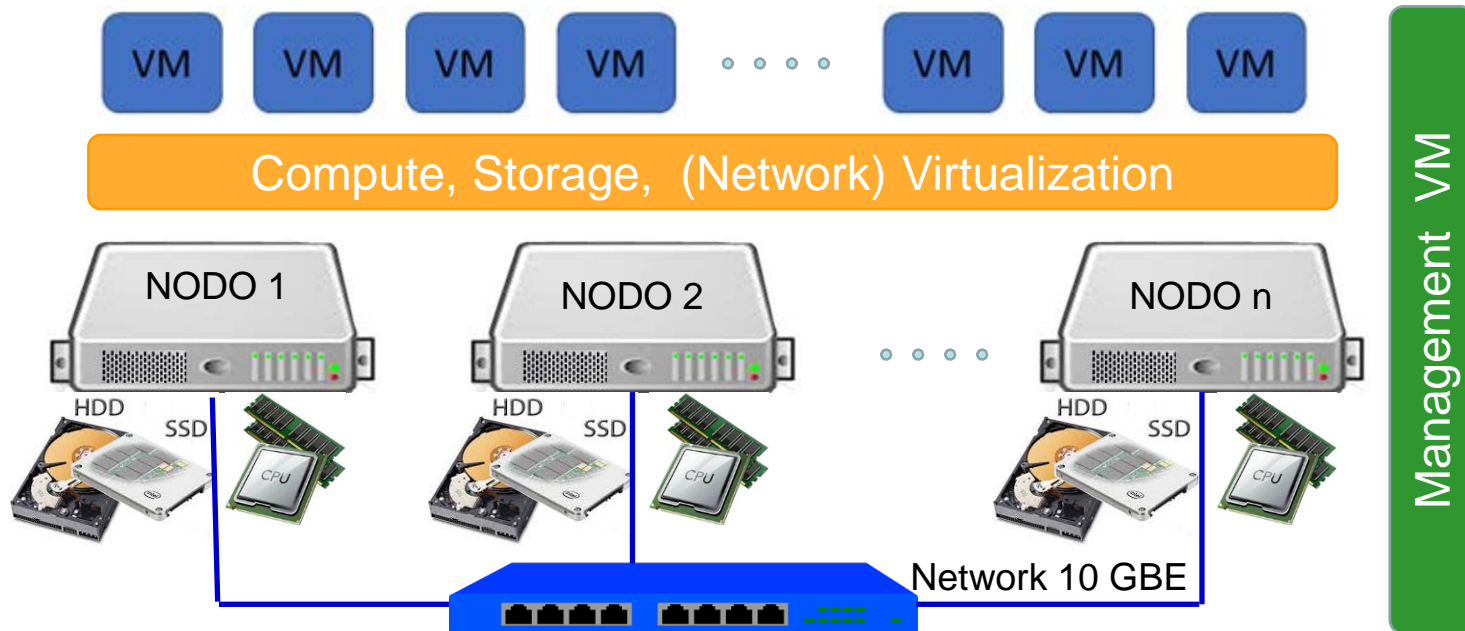 VM VM VM VM VM VM VM
Compute, Storage, (Network) Virtualization
NODO 1 NODO 2 NODO n
HDD HDD HDD
SSD SSD SSD
CPU CPU CPU
Network 10 GBE
Management VM